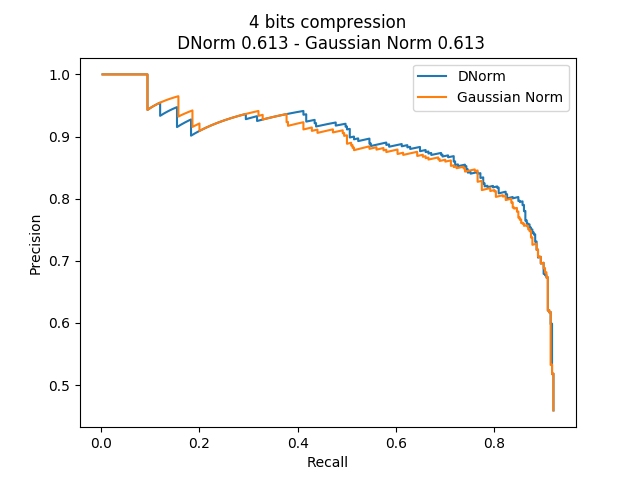 4 bits compression
DNorm 0.613 - Gaussian Norm 0.613
DNorm
Gaussian Norm
1.0
0.9
0.8
0.7
0.6
0.5
Precision
0.0 0.2 0.4 0.6 0.8
Recall